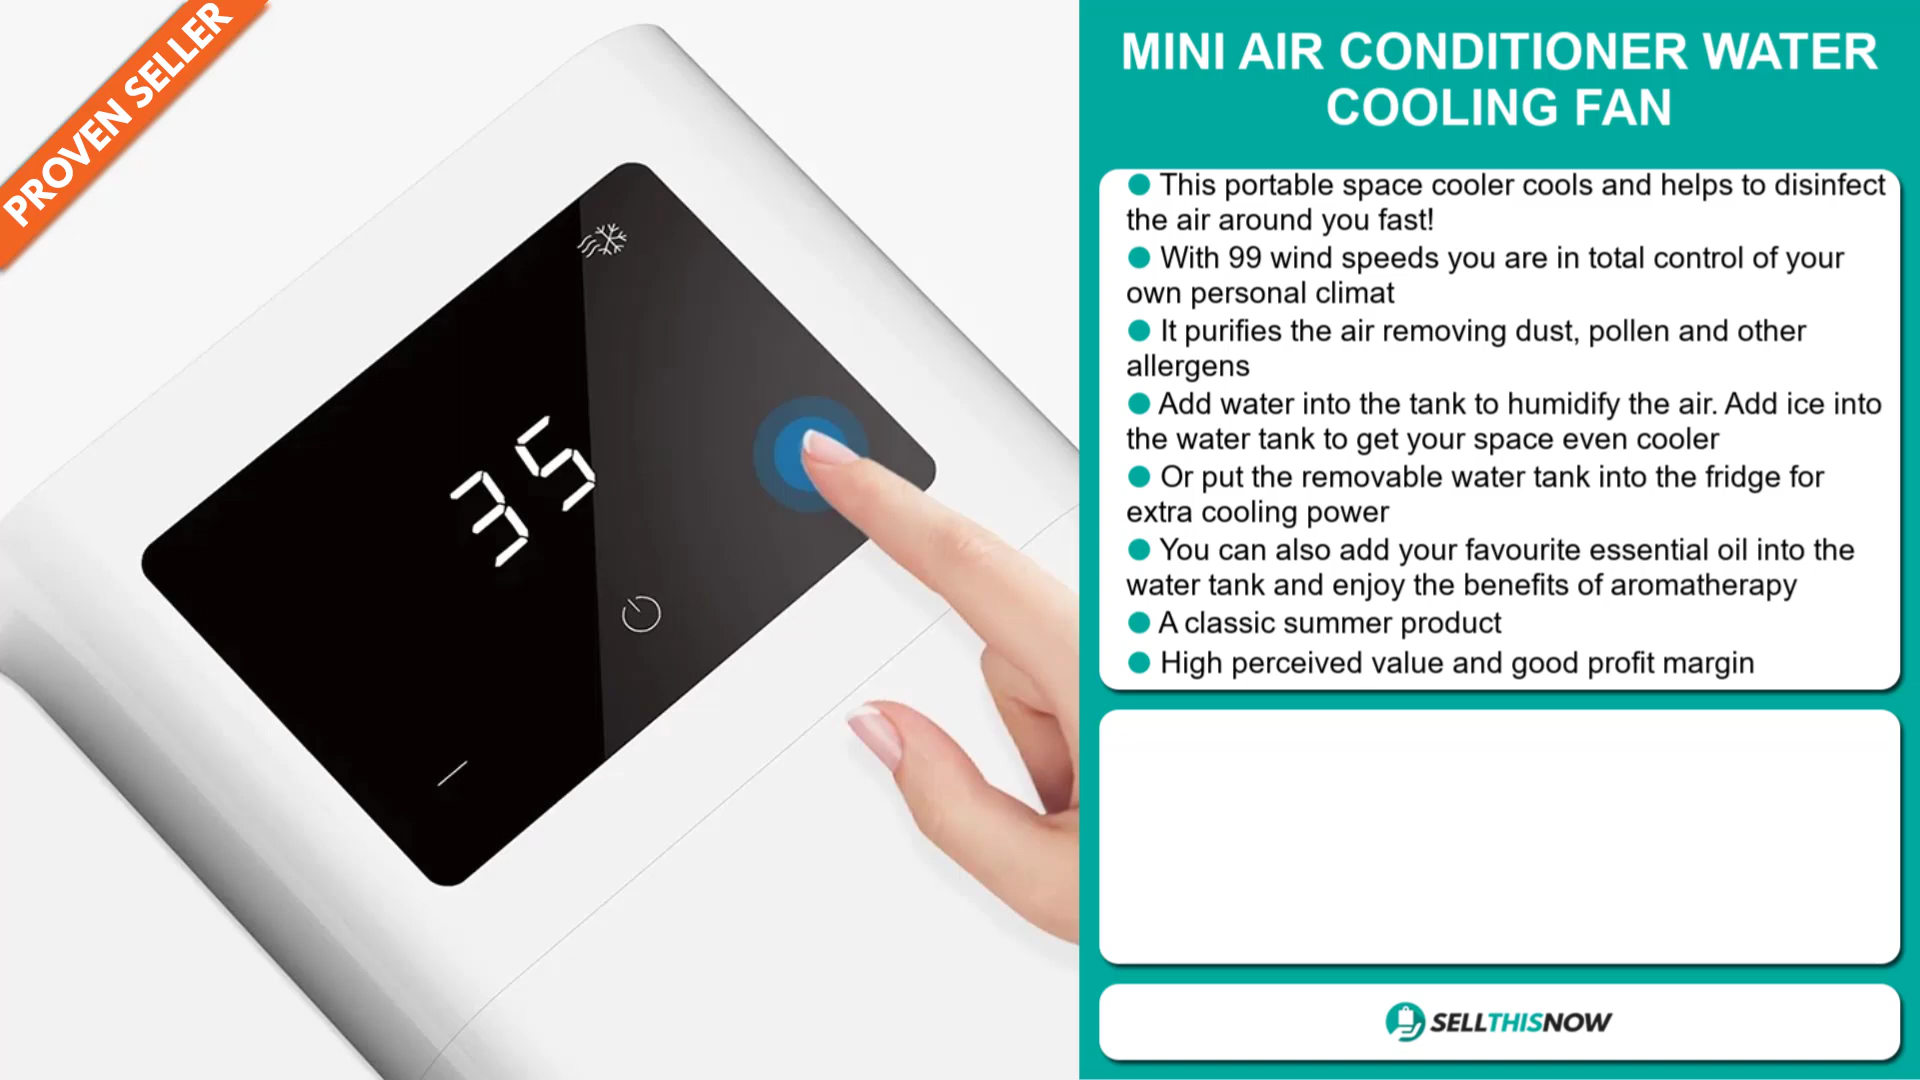 PROVEN SELLER
MINI AIR CONDITIONER WATER
COOLING FAN
● This portable space cooler cools and helps to disinfect
the air around you fast!
● With 99 wind speeds you are in total control of your
own personal climat
● It purifies the air removing dust, pollen and other
allergens
● Add water into the tank to humidify the air. Add ice into
the water tank to get your space even cooler
● Or put the removable water tank into the fridge for
extra cooling power
● You can also add your favourite essential oil into the
water tank and enjoy the benefits of aromatherapy
● A classic summer product
● High perceived value and good profit margin
35
SELLTHISNOW